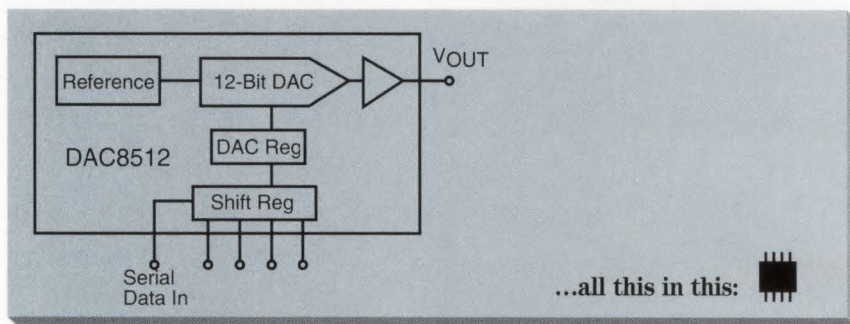 VOUT
Reference
12-Bit DAC
DAC Reg
DAC8512
Shift Reg
Serial
Data In
...all this in this: